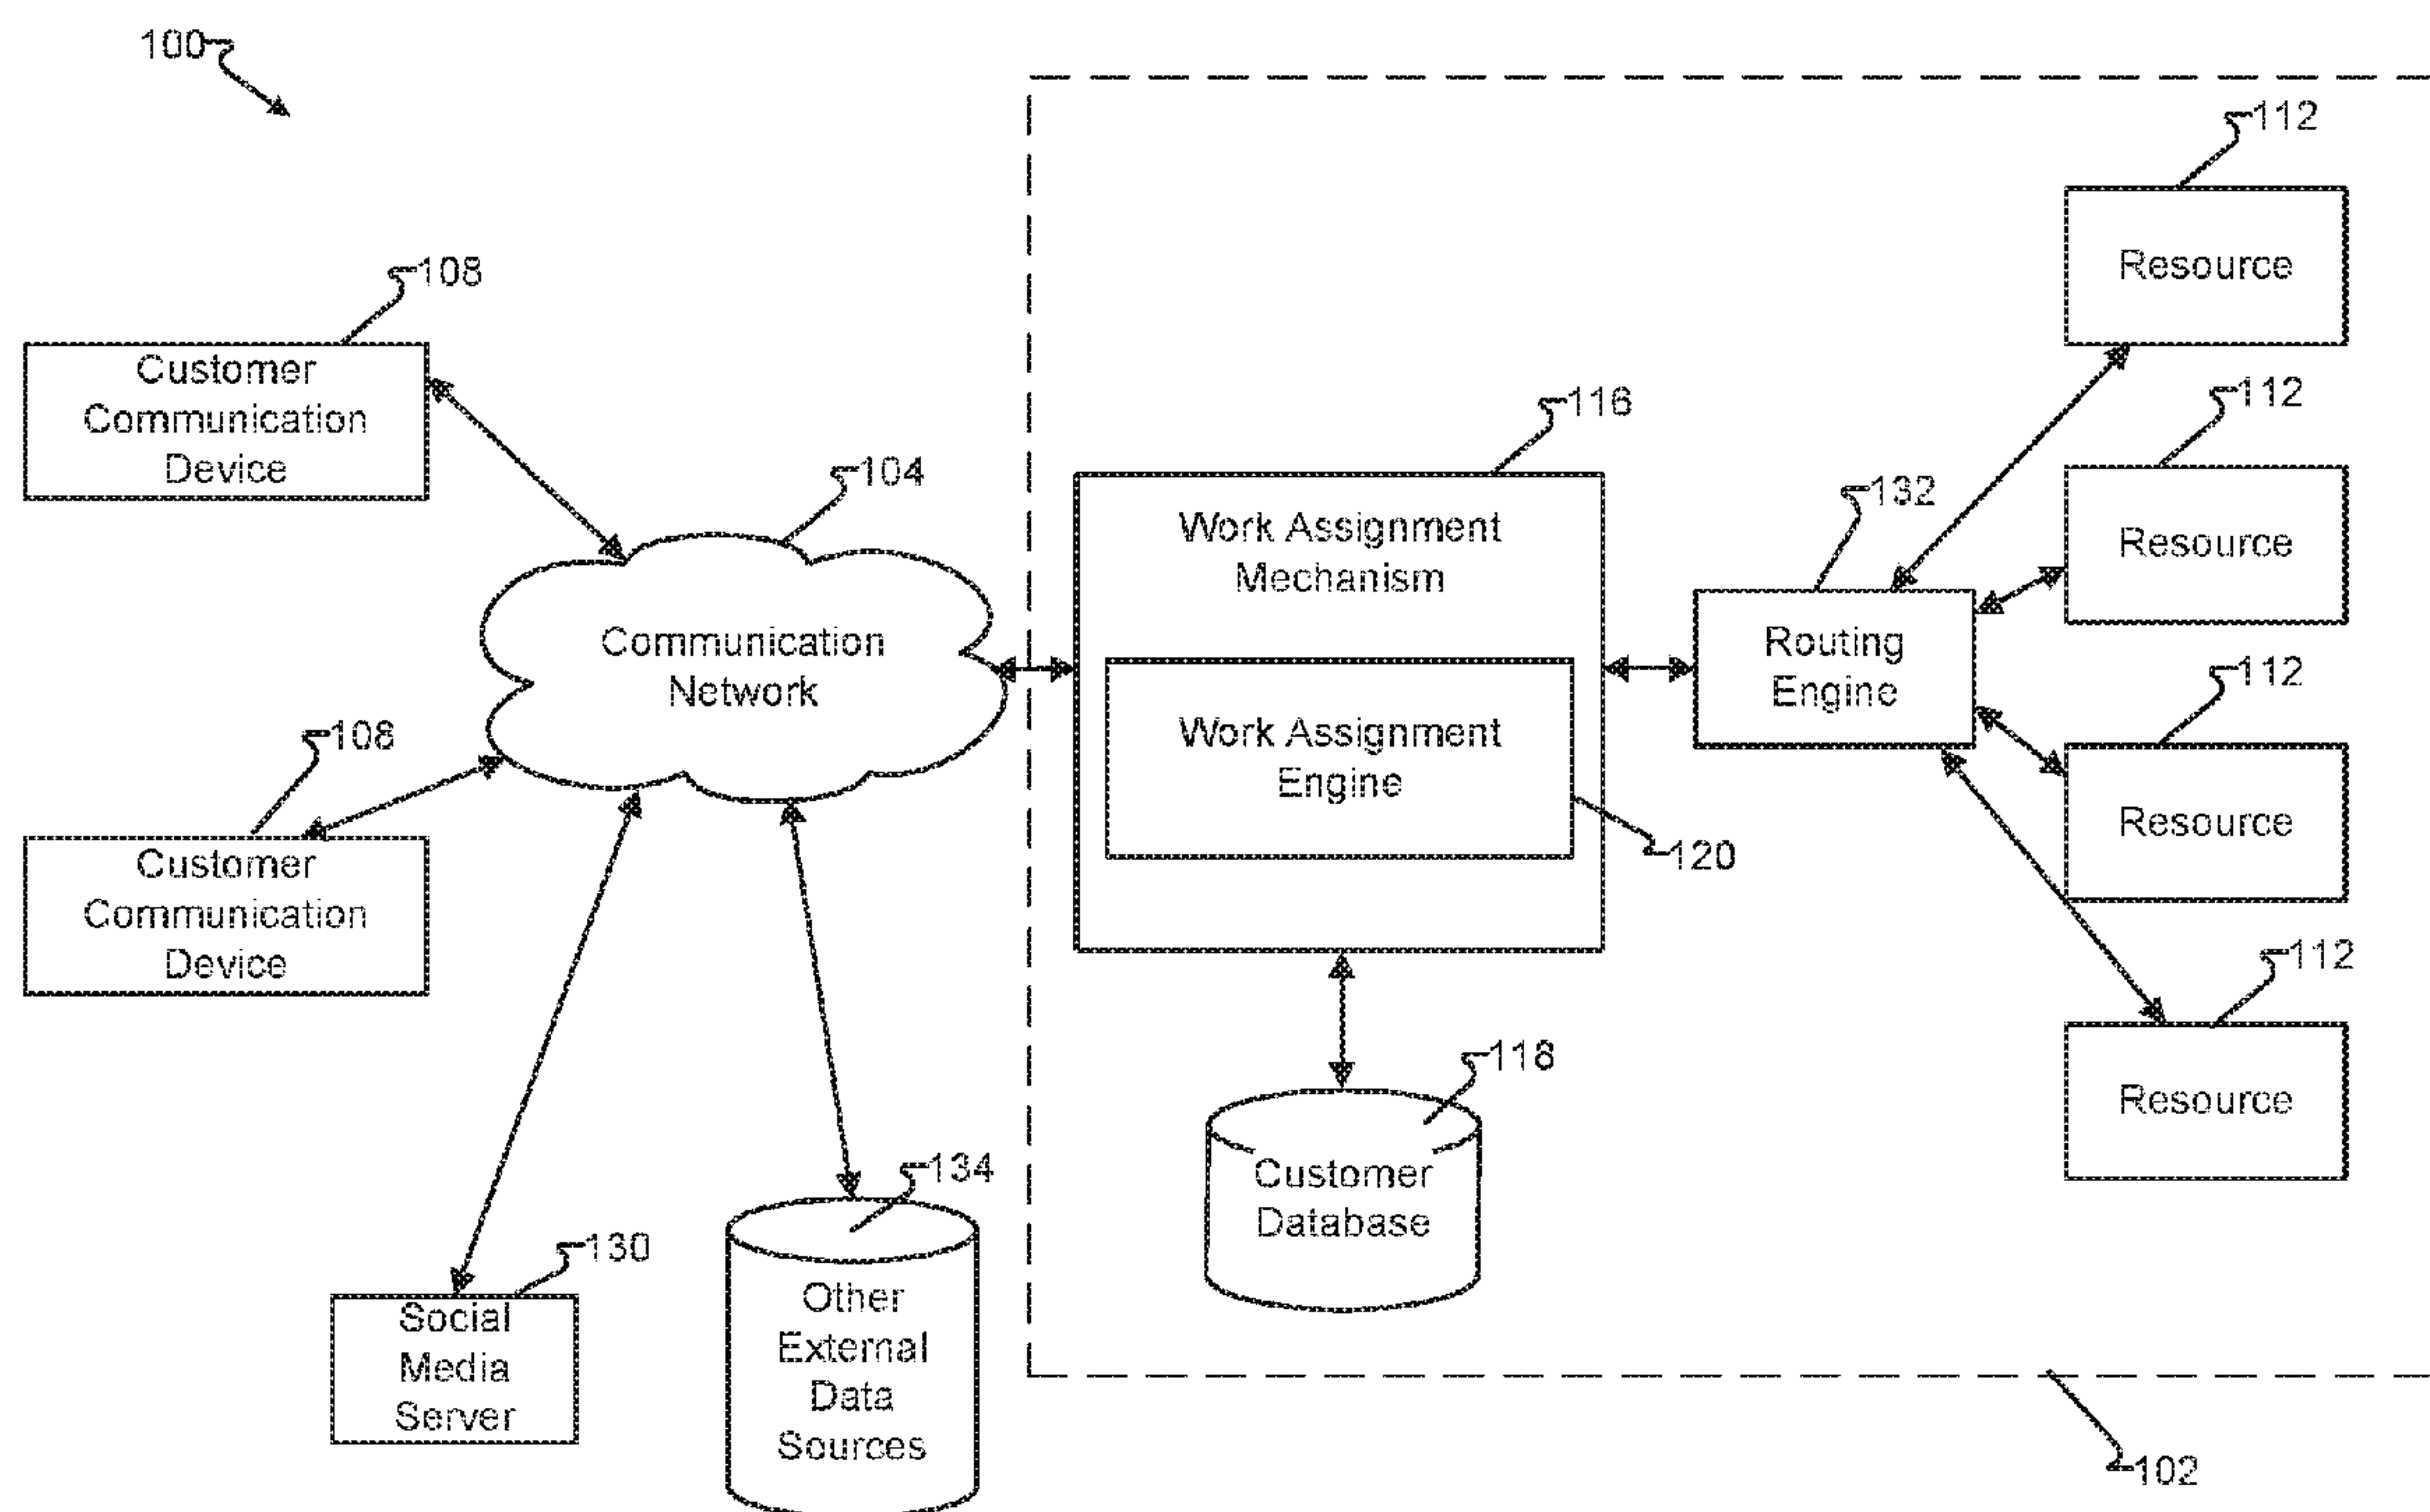 100
112
Resource
108
Customer
Communication
Device
112
Resource
116
104
132
Work Assignment
Mechanism
Communication
Network
Routing
Engine
112
Resource
108
Work Assignment
Engine
120
Customer
Communication
Device
112
Resource
118
Customer
Database
134
Other
External
Data
Sources
130
Social
Media
Server
102